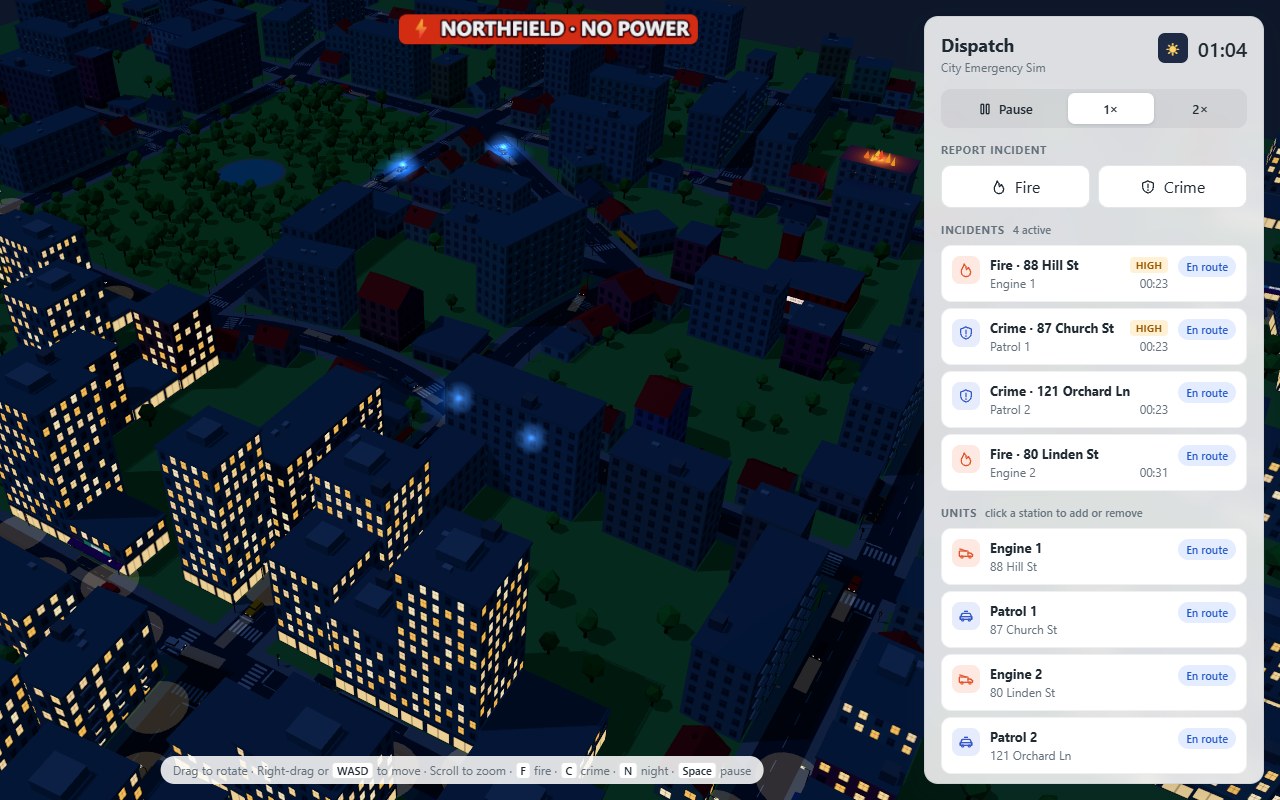 NORTHFIELD · NO POWER
Dispatch
City Emergency Sim
01:04
Pause
1×
2×
REPORT INCIDENT
Fire
Crime
INCIDENTS 4 active
Fire · 88 Hill St HIGH En route
Engine 1 00:23
Crime · 87 Church St HIGH En route
Patrol 1 00:23
Crime · 121 Orchard Ln En route
Patrol 2 00:23
Fire · 80 Linden St En route
Engine 2 00:31
UNITS click a station to add or remove
Engine 1 En route
88 Hill St
Patrol 1 En route
87 Church St
Engine 2 En route
80 Linden St
Patrol 2 En route
121 Orchard Ln
Drag to rotate · Right-drag or WASD to move · Scroll to zoom · F fire · C crime · N night · Space pause